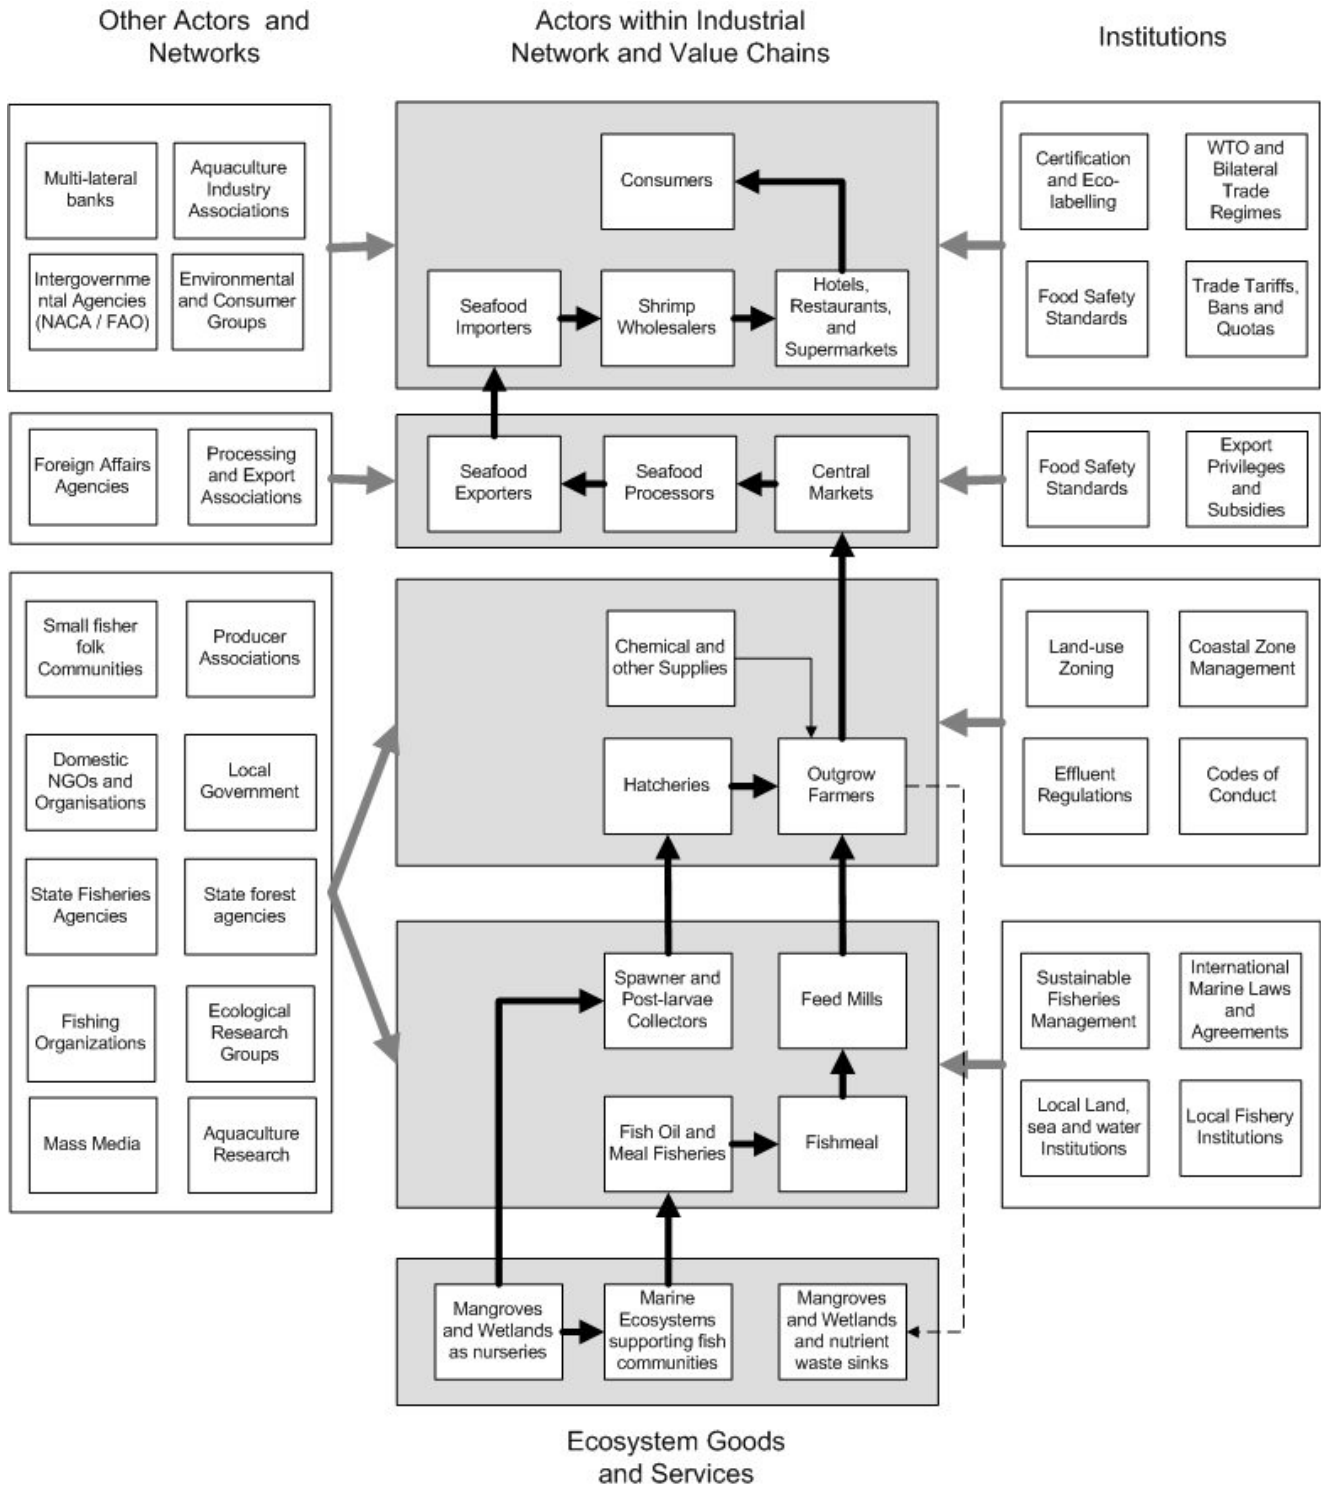 Other Actors and
Networks
Actors within Industrial
Network and Value Chains
Institutions
Multi-lateral
banks
Aquaculture
Industry
Associations
Intergovernme
ntal Agencies
(NACA / FAO)
Environmental
and Consumer
Groups
Consumers
Seafood
Importers
Shrimp
Wholesalers
Hotels,
Restaurants,
and
Supermarkets
Certification
and Eco-
labelling
WTO and
Bilateral
Trade
Regimes
Food Safety
Standards
Trade Tariffs,
Bans and
Quotas
Foreign Affairs
Agencies
Processing
and Export
Associations
Seafood
Exporters
Seafood
Processors
Central
Markets
Food Safety
Standards
Export
Privileges
and
Subsidies
Small fisher
folk
Communities
Producer
Associations
Domestic
NGOs and
Organisations
Local
Government
State Fisheries
Agencies
State forest
agencies
Fishing
Organizations
Ecological
Research
Groups
Mass Media
Aquaculture
Research
Chemical and
other Supplies
Hatcheries
Outgrow
Farmers
Land-use
Zoning
Coastal Zone
Management
Effluent
Regulations
Codes of
Conduct
Spawner and
Post-larvae
Collectors
Feed Mills
Fish Oil and
Meal Fisheries
Fishmeal
Sustainable
Fisheries
Management
International
Marine Laws
and
Agreements
Local Land,
sea and water
Institutions
Local Fishery
Institutions
Mangroves
and Wetlands
as nurseries
Marine
Ecosystems
supporting fish
communities
Mangroves
and Wetlands
and nutrient
waste sinks
Ecosystem Goods
and Services